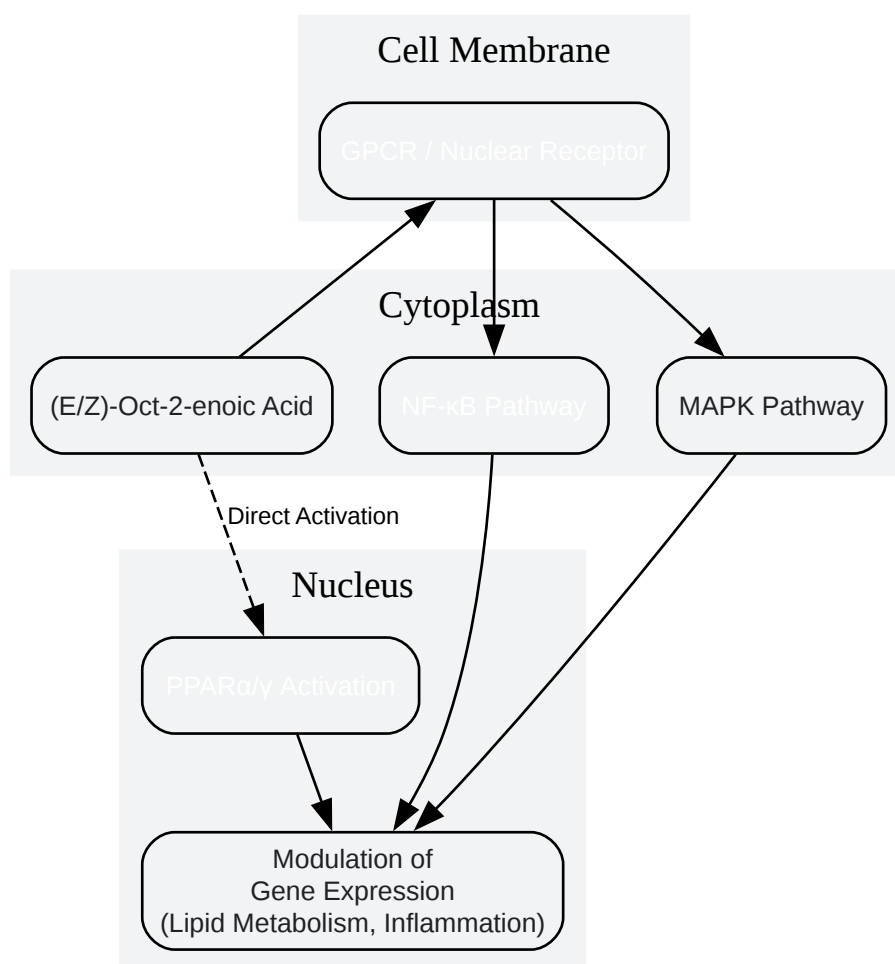 Cell Membrane
GPCR / Nuclear Receptor
Cytoplasm
(E/Z)-Oct-2-enoic Acid
NF-κB Pathway
MAPK Pathway
Direct Activation
Nucleus
PPARα/γ Activation
Modulation of
Gene Expression
(Lipid Metabolism, Inflammation)